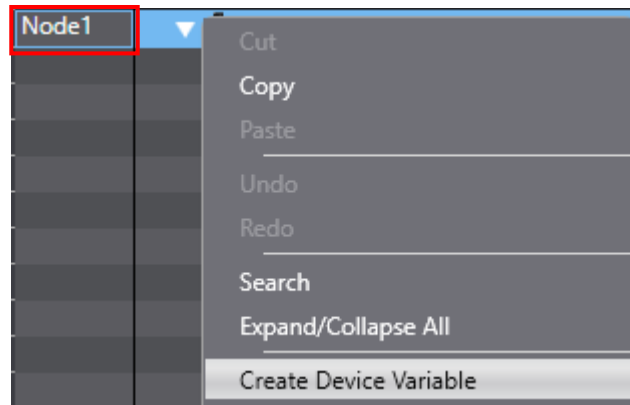 Node1
Cut
Copy
Paste
Undo
Redo
Search
Expand/Collapse All
Create Device Variable